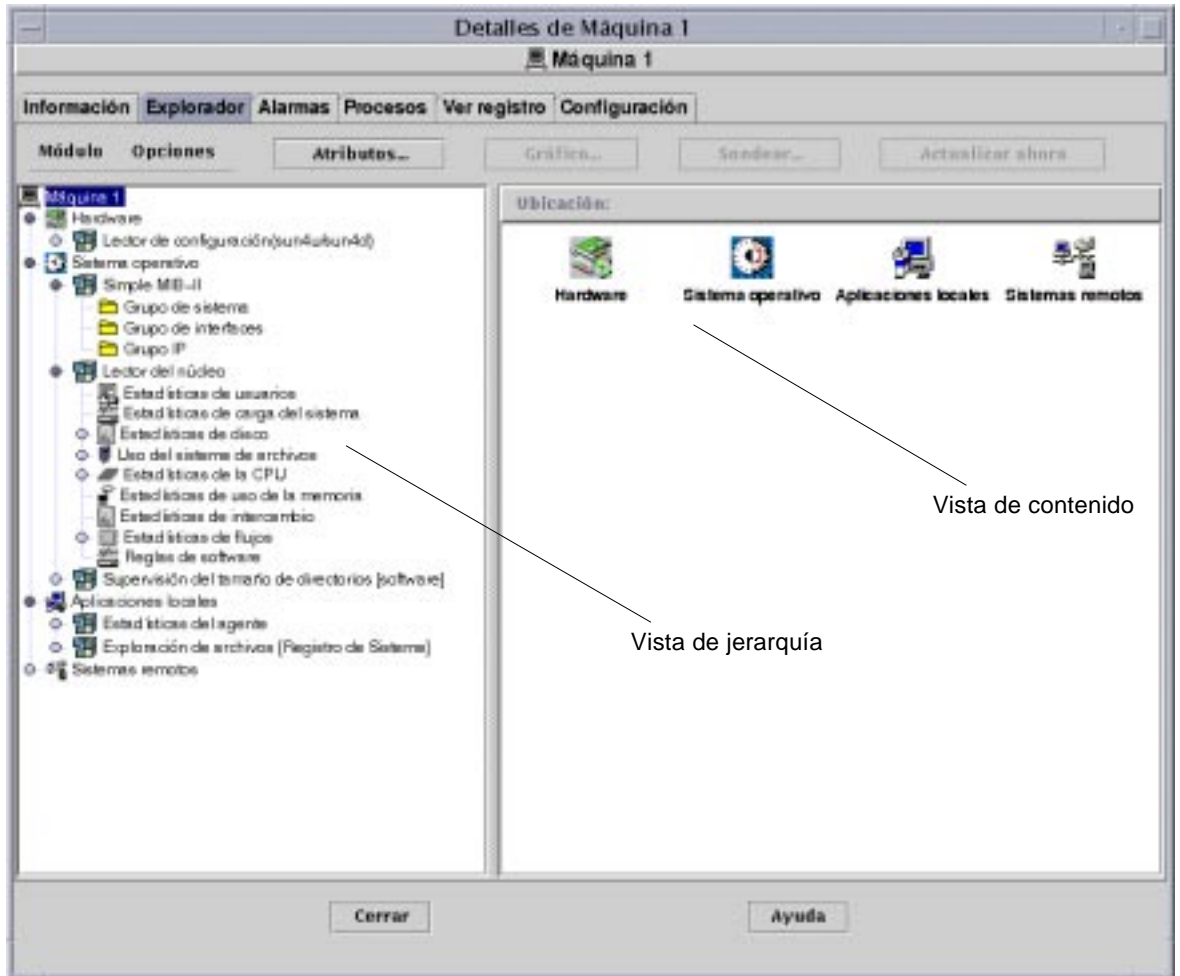 Detalles de Máquina 1
Máquina 1
Información Explorador Alarmas Procesos Ver registro Configuración
Módulo Opciones Atributos... Gráfico... Sondear... Actualizar ahora
Máquina 1
Hardware
Lector de configuración(sun4u/sun4d)
Sistema operativo
Simple MIB-II
Grupo de sistema
Grupo de interfaces
Grupo IP
Lector del núcleo
Estadísticas de usuarios
Estadísticas de carga del sistema
Estadísticas de disco
Uso del sistema de archivos
Estadísticas de la CPU
Estadísticas de uso de la memoria
Estadísticas de intercambio
Estadísticas de flujos
Reglas de software
Supervisión del tamaño de directorios [software]
Aplicaciones locales
Estadísticas del agente
Exploración de archivos [Registro de Sistema]
Sistemas remotos
Ubicación:
Hardware Sistema operativo Aplicaciones locales Sistemas remotos
Vista de contenido
Vista de jerarquía
Cerrar Ayuda